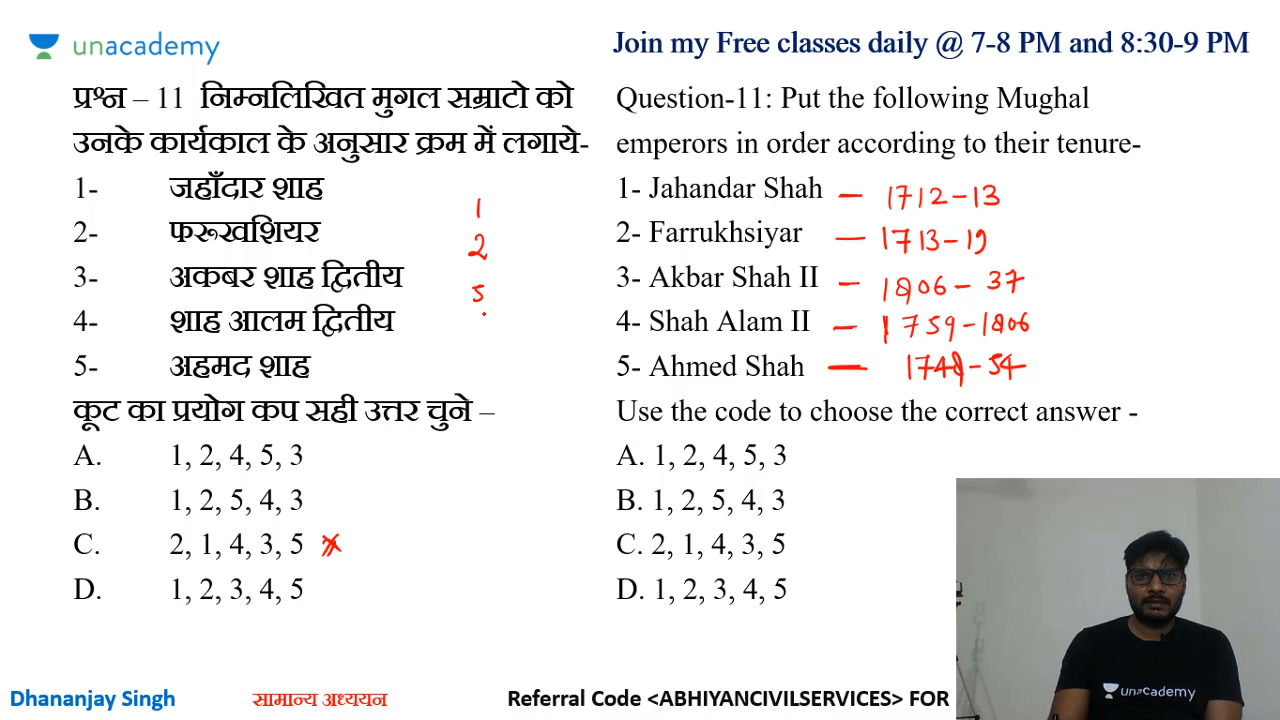 unacademy
Join my Free classes daily @ 7-8 PM and 8:30-9 PM
प्रश्न – 11 निम्नलिखित मुगल सम्राटो को
उनके कार्यकाल के अनुसार क्रम में लगाये-
1- जहाँदार शाह
2- फरूखशियर
3- अकबर शाह द्वितीय
4- शाह आलम द्वितीय
5- अहमद शाह
कूट का प्रयोग कप सही उत्तर चुने –
A. 1, 2, 4, 5, 3
B. 1, 2, 5, 4, 3
C. 2, 1, 4, 3, 5
D. 1, 2, 3, 4, 5
1
2
5
Question-11: Put the following Mughal
emperors in order according to their tenure-
1- Jahandar Shah – 1712-13
2- Farrukhsiyar – 1713-19
3- Akbar Shah II – 1806-37
4- Shah Alam II – 1759-1806
5- Ahmed Shah – 1748-54
Use the code to choose the correct answer -
A. 1, 2, 4, 5, 3
B. 1, 2, 5, 4, 3
C. 2, 1, 4, 3, 5
D. 1, 2, 3, 4, 5
unacademy
Dhananjay Singh
सामान्य अध्ययन
Referral Code <ABHIYANCIVILSERVICES> FOR